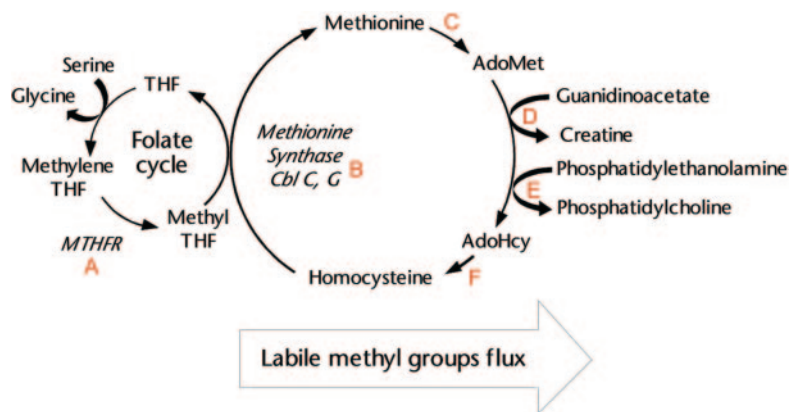 Methionine C
AdoMet
Serine
THF
Glycine
Guanidinoacetate
D
Creatine
Folate
cycle
Methionine
Synthase
Cbl C, G B
Methylene
THF
Phosphatidylethanolamine
E
Phosphatidylcholine
Methyl
THF
MTHFR
A
AdoHcy
Homocysteine
F
Labile methyl groups flux